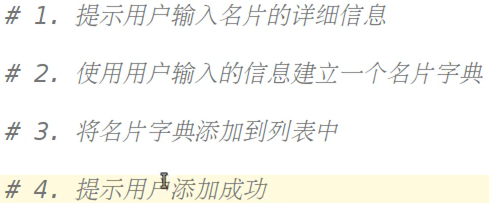 # 1. 提示用户输入名片的详细信息
# 2. 使用用户输入的信息建立一个名片字典
# 3. 将名片字典添加到列表中
# 4. 提示用户添加成功